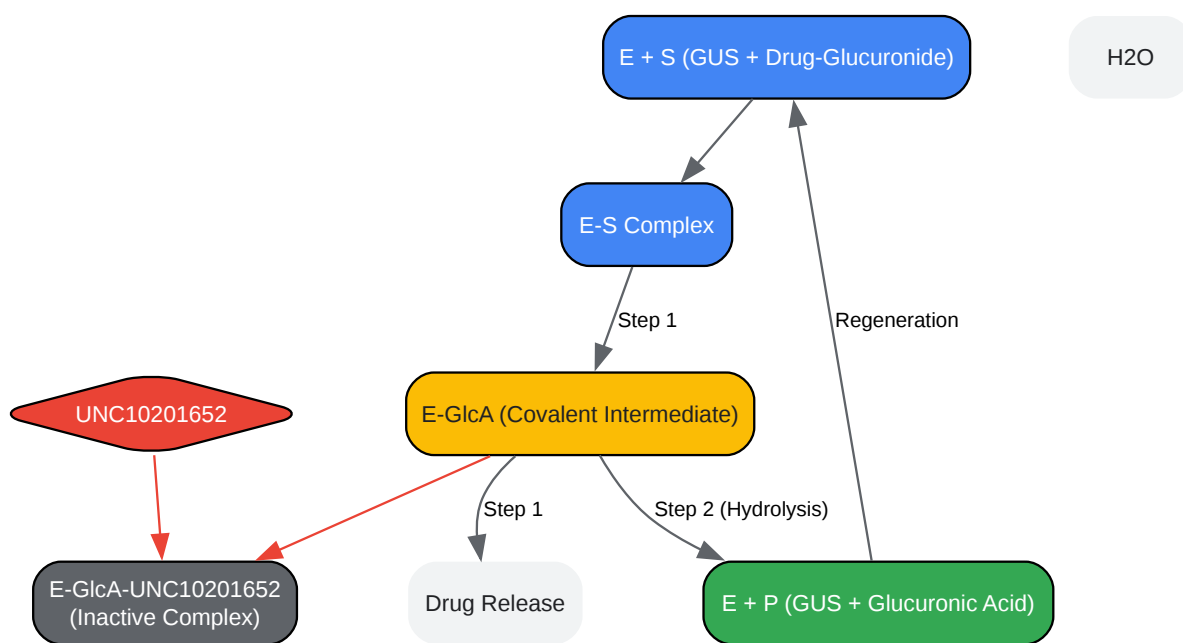 E + S (GUS + Drug-Glucuronide)
H2O
E-S Complex
Step 1
Regeneration
UNC10201652
E-GlcA (Covalent Intermediate)
Step 1
Step 2 (Hydrolysis)
E-GlcA-UNC10201652
(Inactive Complex)
Drug Release
E + P (GUS + Glucuronic Acid)